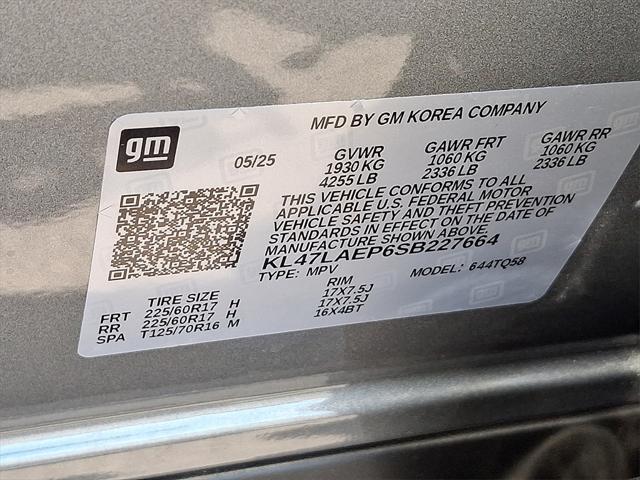 MFD BY GM KOREA COMPANY
gm
05/25
GVWR GAWR FRT GAWR RR
1930 KG 1060 KG 1060 KG
4255 LB 2336 LB 2336 LB
THIS VEHICLE CONFORMS TO ALL
APPLICABLE U.S. FEDERAL MOTOR
VEHICLE SAFETY AND THEFT PREVENTION
STANDARDS IN EFFECT ON THE DATE OF
MANUFACTURE SHOWN ABOVE.
KL47LAEP6SB227664
TYPE: MPV MODEL: 644TQ58
TIRE SIZE RIM
FRT 225/60R17 H 17X7.5J
RR 225/60R17 H 17X7.5J
SPA T125/70R16 M 16X4BT